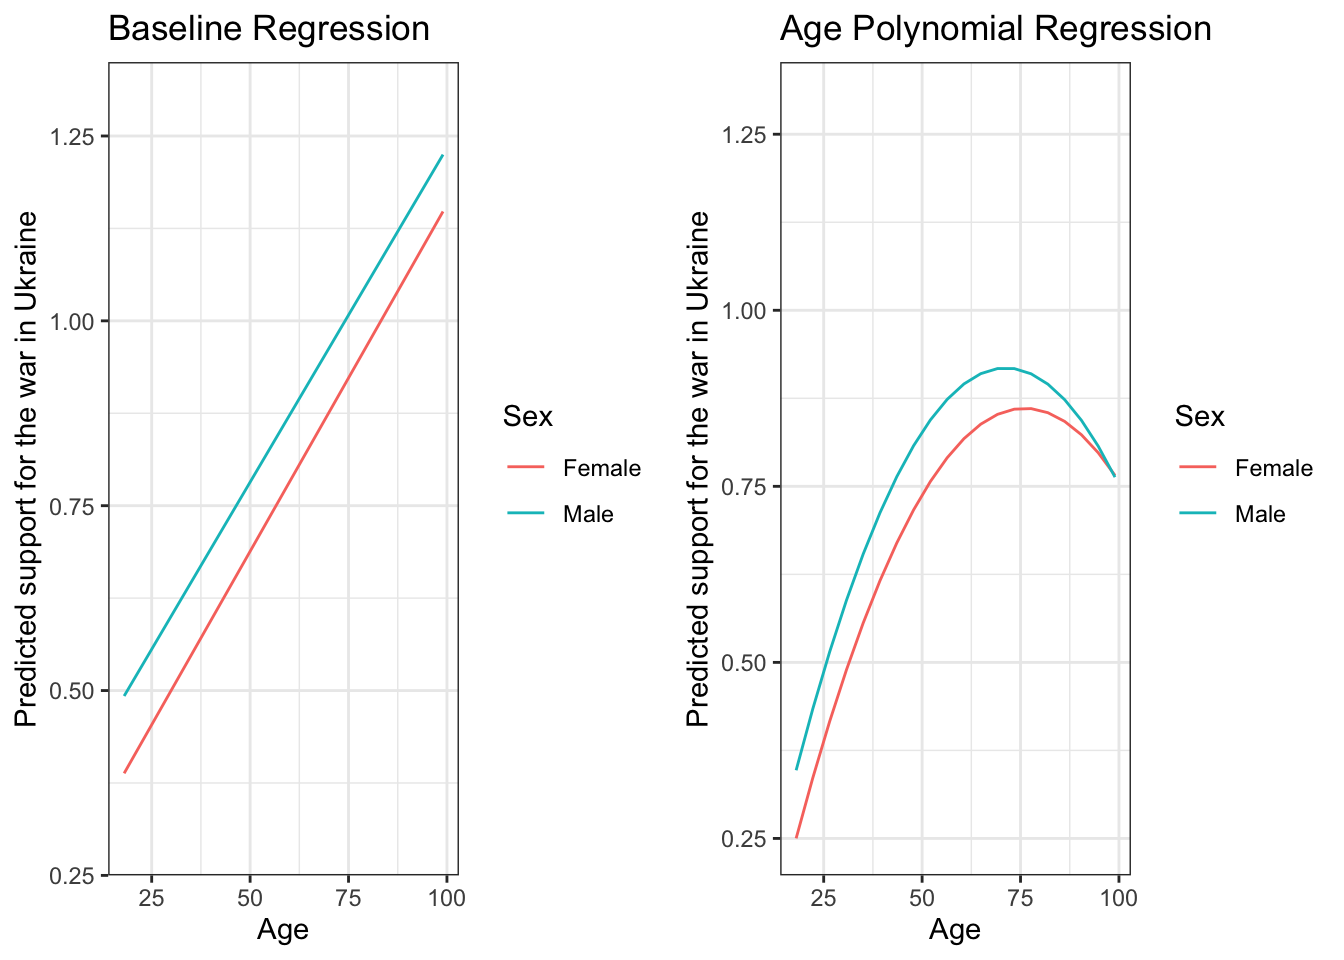 Baseline Regression
Predicted support for the war in Ukraine
1.25
1.00
0.75
0.50
0.25
25 50 75 100
Age
Sex
Female
Male
Age Polynomial Regression
Predicted support for the war in Ukraine
1.25
1.00
0.75
0.50
0.25
25 50 75 100
Age
Sex
Female
Male